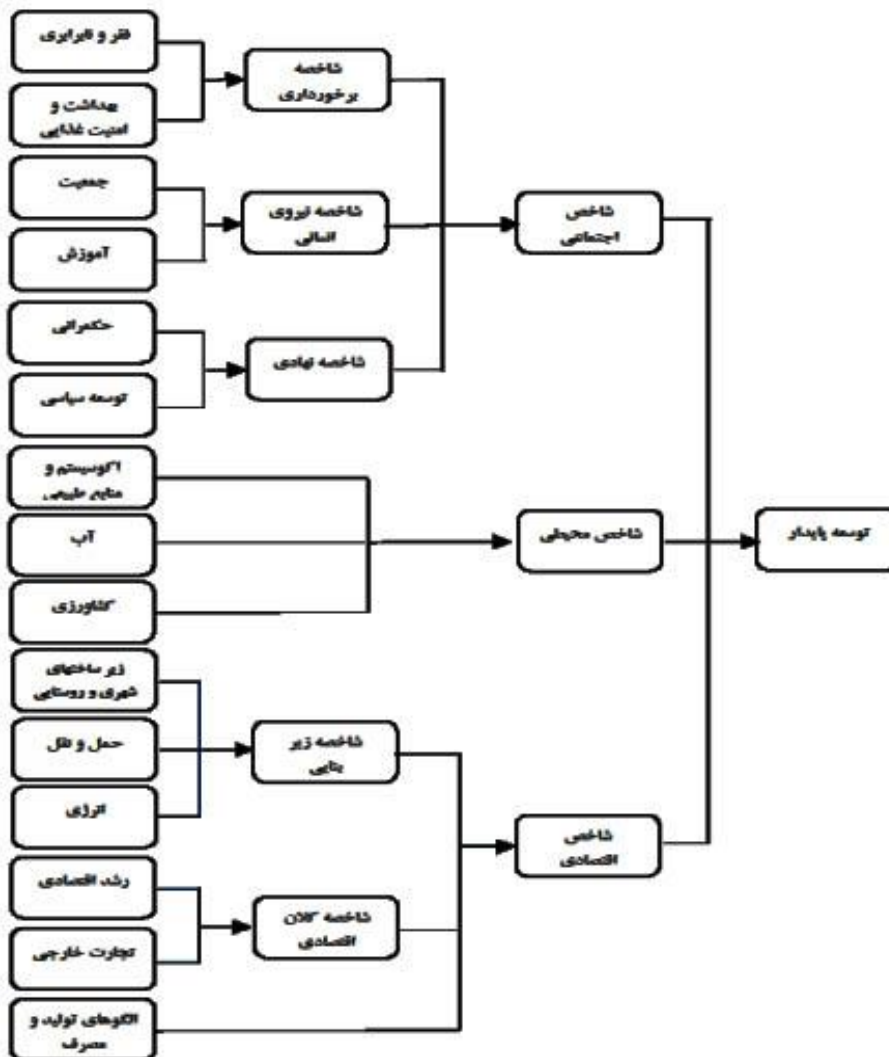 فقر و نابرابری
بهداشت و
امنیت غذایی
جمعیت
آموزش
حکمرانی
توسعه سیاسی
اکوسیستم و
منابع طبیعی
آب
کشاورزی
زیر ساختهای
شهری و روستایی
حمل و نقل
انرژی
رشد اقتصادی
تجارت خارجی
الگوهای تولید و
مصرف
شاخصه
برخورداری
شاخصه نیروی
انسانی
شاخصه نهادی
شاخصه زیر
بنایی
شاخصه کلان
اقتصادی
شاخص
اجتماعی
شاخص محیطی
شاخص
اقتصادی
توسعه پایدار